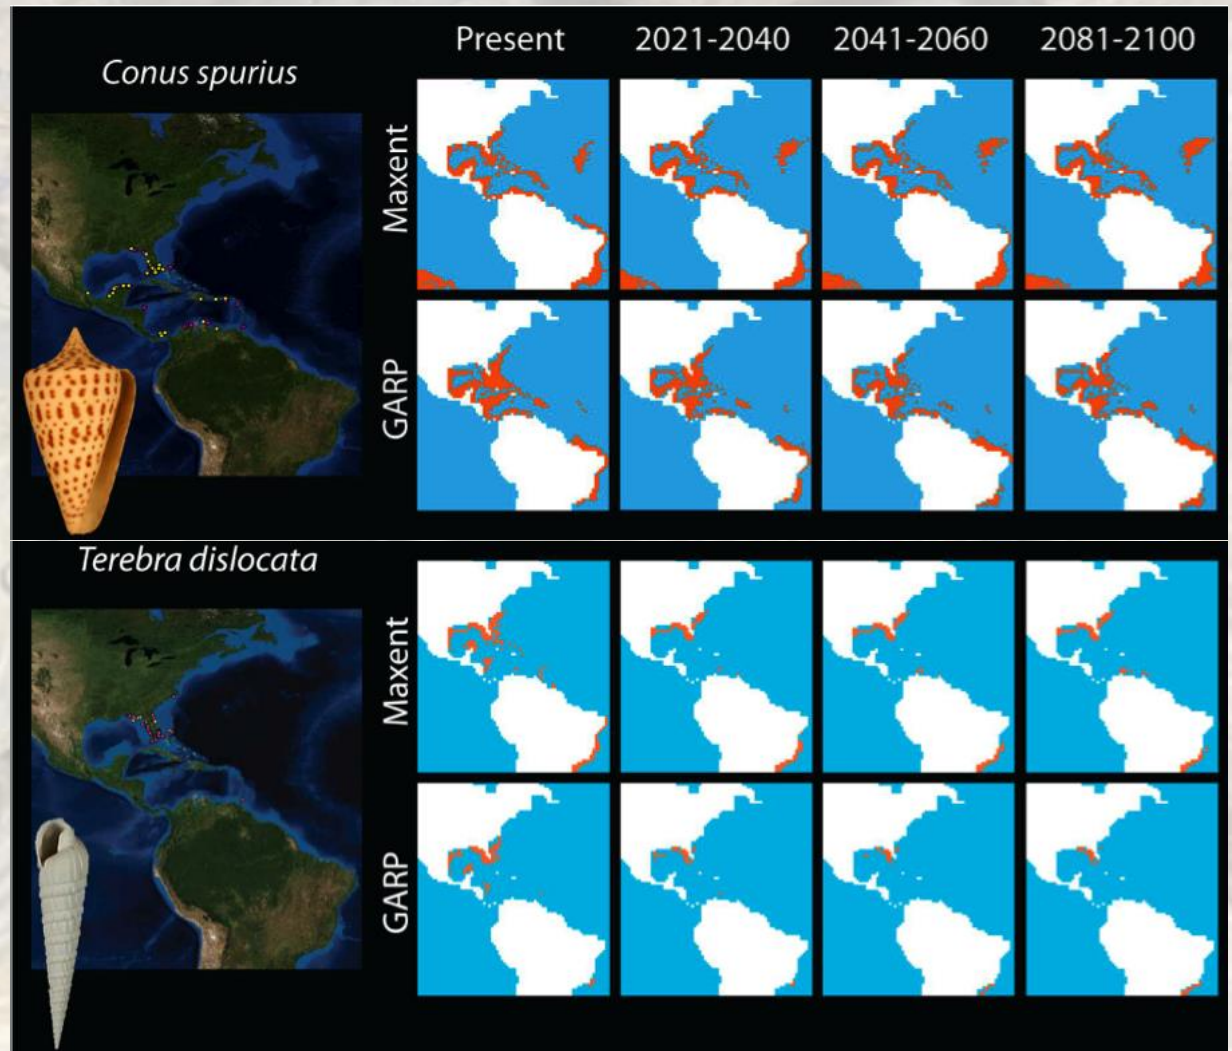 Present 2021-2040 2041-2060 2081-2100
Conus spurius
Maxent
GARP
Terebra dislocata
Maxent
GARP